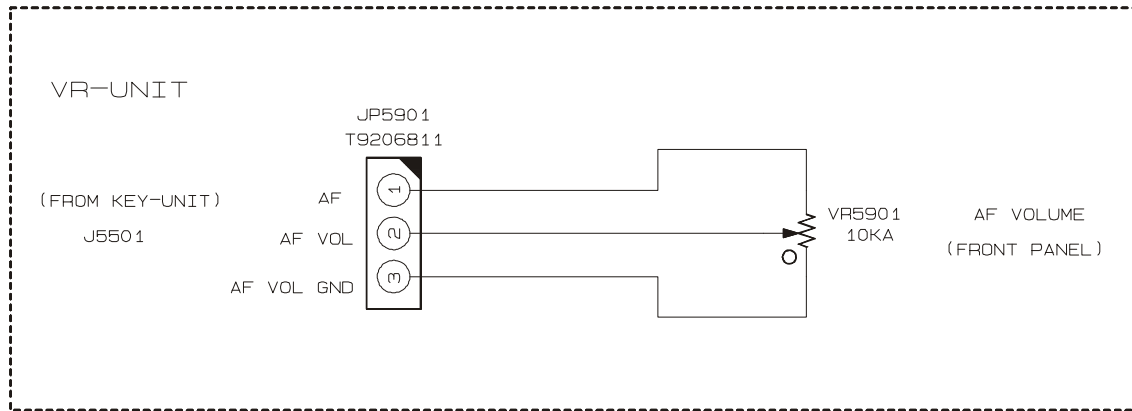 VR-UNIT
JP5901
T9206811
(FROM KEY-UNIT)
J5501
AF
AF VOL
AF VOL GND
1
2
3
VR5901
10KA
AF VOLUME
(FRONT PANEL)